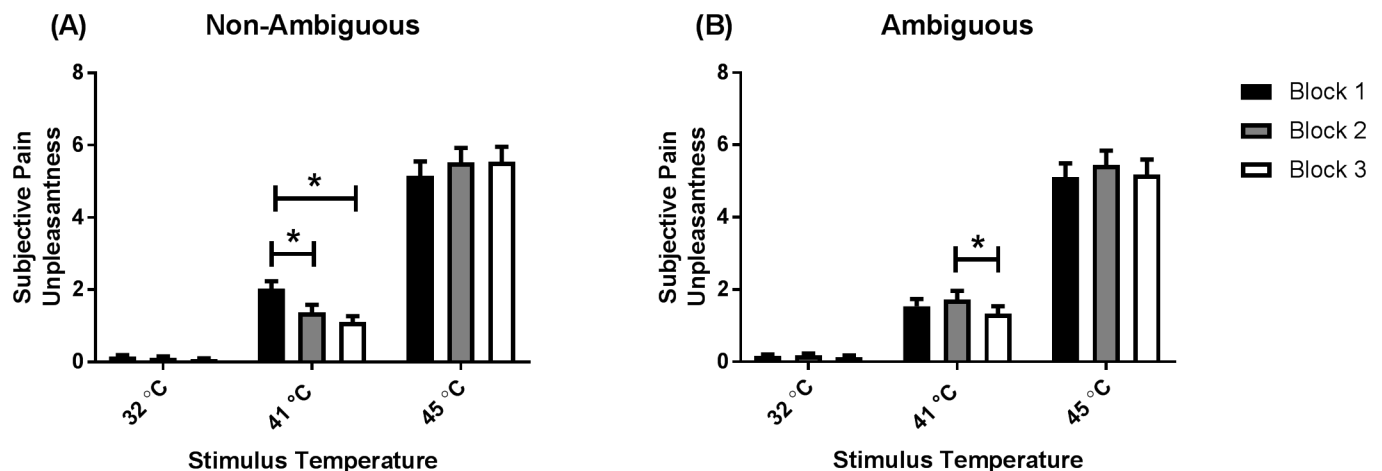 (A) Non-Ambiguous
8
6
4
2
0
Subjective Pain
Unpleasantness
*
*
32 °C
41 °C
45 °C
Stimulus Temperature
(B) Ambiguous
8
6
4
2
0
Subjective Pain
Unpleasantness
*
32 °C
41 °C
45 °C
Stimulus Temperature
Block 1
Block 2
Block 3